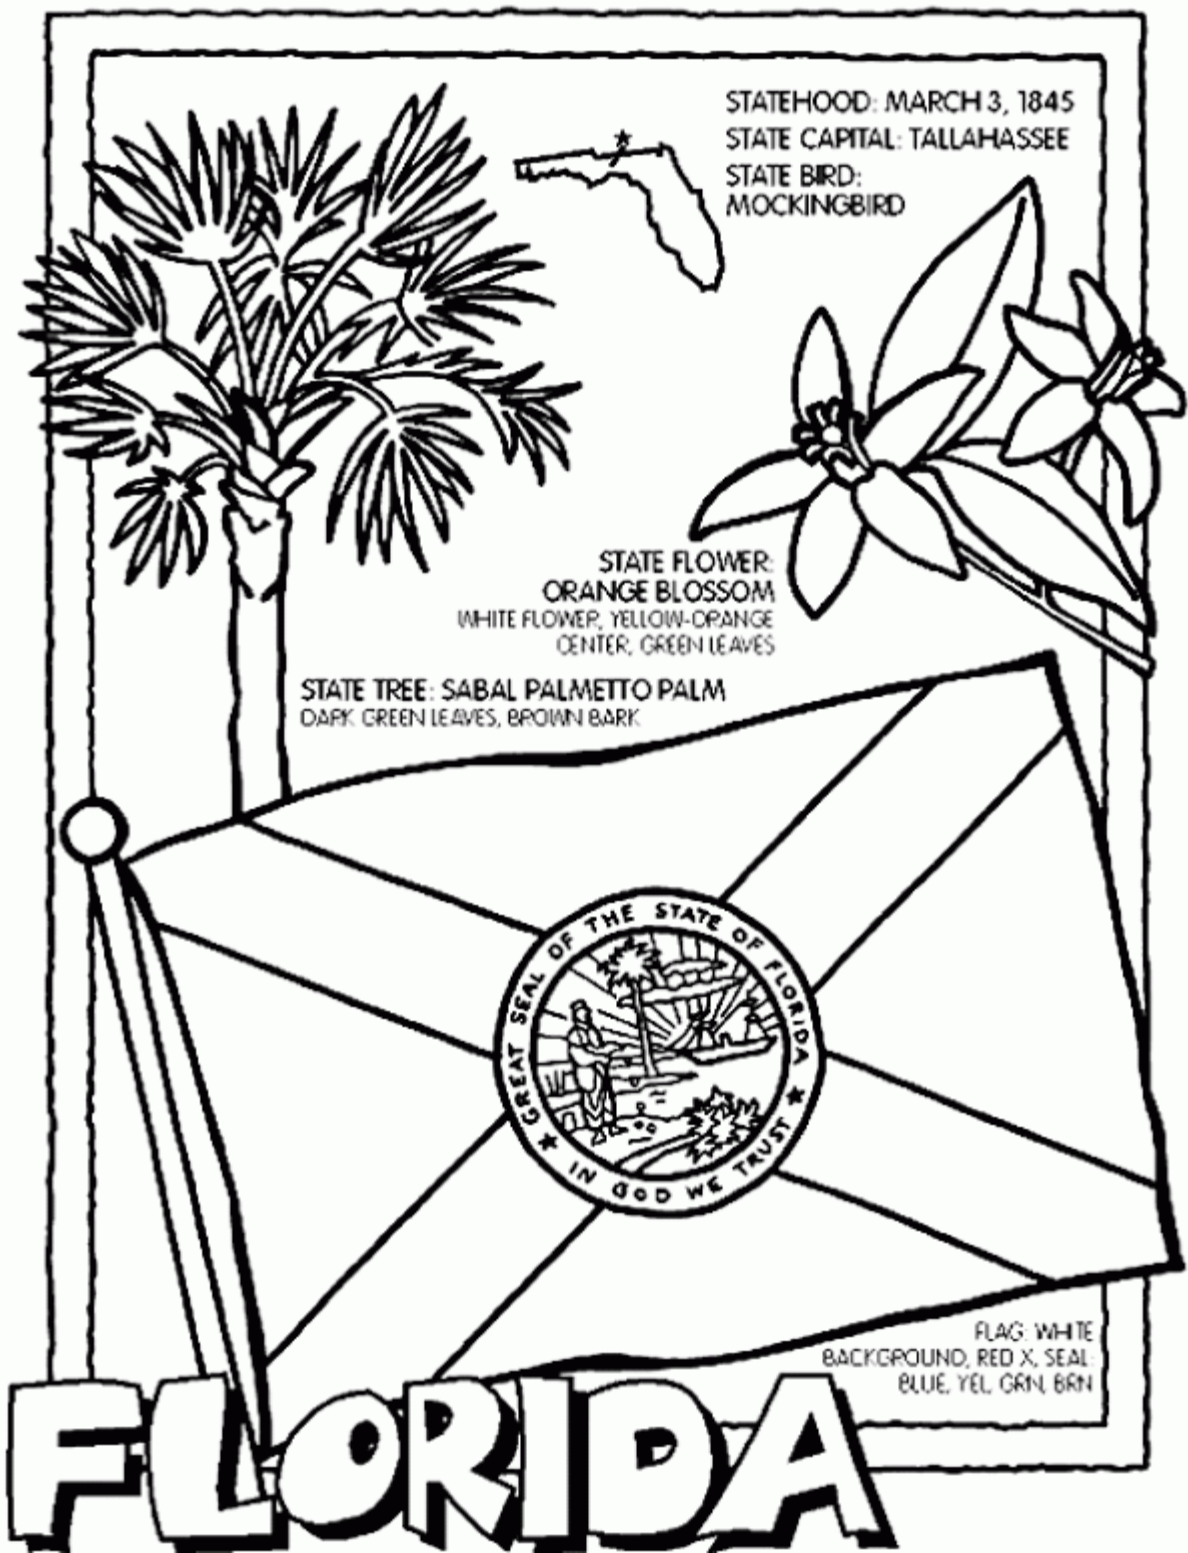 STATEHOOD: MARCH 3, 1845
STATE CAPITAL: TALLAHASSEE
STATE BIRD:
MOCKINGBIRD
STATE FLOWER:
ORANGE BLOSSOM
WHITE FLOWER, YELLOW-ORANGE
CENTER, GREEN LEAVES
STATE TREE: SABAL PALMETTO PALM
DARK GREEN LEAVES, BROWN BARK
GREAT SEAL OF THE STATE OF FLORIDA
IN GOD WE TRUST
FLAG: WHITE
BACKGROUND, RED X, SEAL:
BLUE, YEL, GRN, BRN
FLORIDA